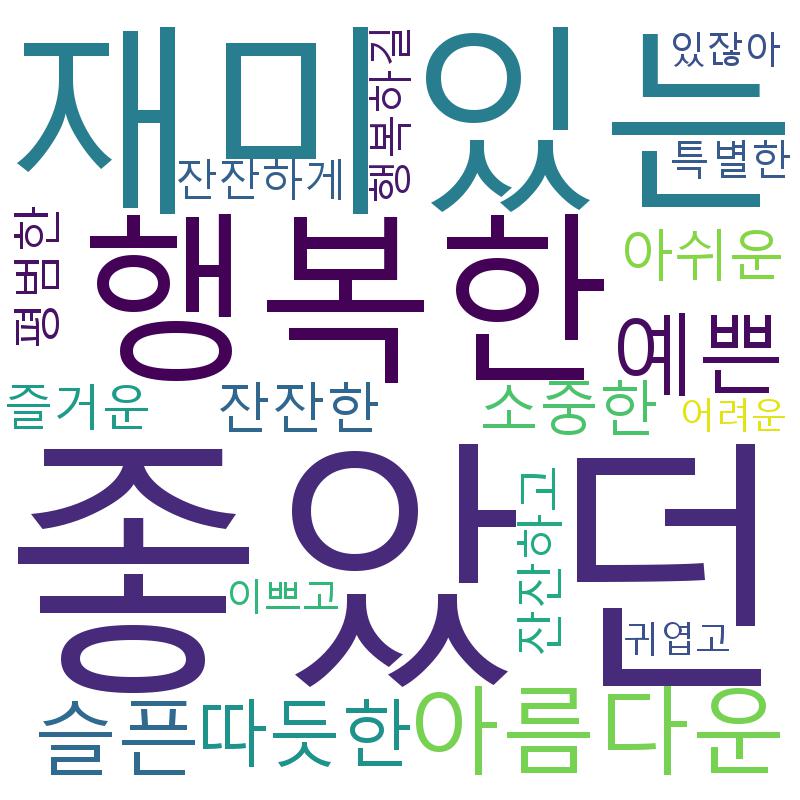 재미있는
있잖아
행복하길
특별한
잔잔하게
평범한
행복한
아쉬운
예쁜
즐거운
잔잔한
소중한
어려운
좋았던
잔잔하고
이쁘고
귀엽고
슬픈
따듯한
아름다운